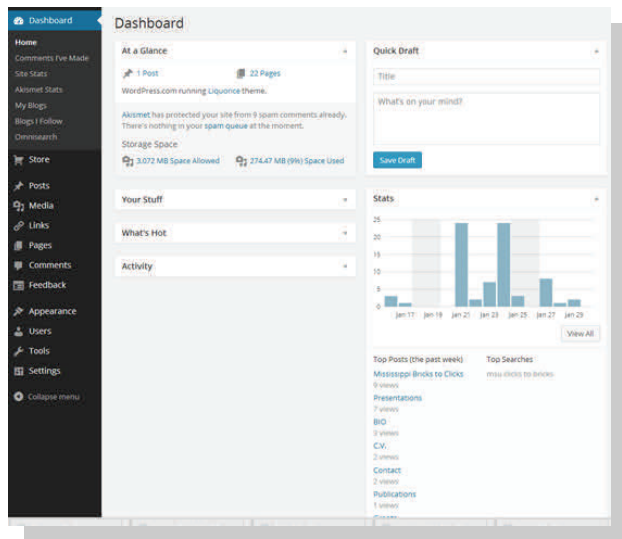 Dashboard
Home
Comments I've Made
Site Stats
Akismet Stats
My Blogs
Blogs I Follow
Omnisearch
Store
Posts
Media
Links
Pages
Comments
Feedback
Appearance
Users
Tools
Settings
Collapse menu
Dashboard
At a Glance
1 Post
22 Pages
WordPress.com running Liquorice theme.
Akismet has protected your site from 9 spam comments already.
There's nothing in your spam queue at the moment.
Storage Space
3,072 MB Space Allowed
274.47 MB (9%) Space Used
Your Stuff
What's Hot
Activity
Quick Draft
Title
What's on your mind?
Save Draft
Stats
25
20
15
10
5
0
Jan 17 Jan 19 Jan 21 Jan 23 Jan 25 Jan 27 Jan 29
View All
Top Posts (the past week)
Mississippi Bricks to Clicks
9 views
Presentations
7 views
BIO
3 views
C.V.
2 views
Contact
2 views
Publications
1 views
Top Searches
msu clicks to bricks